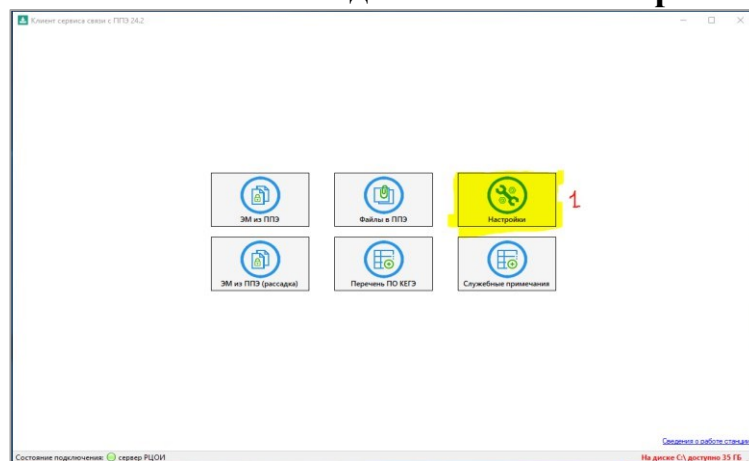 Клиент сервиса связи с ППЭ 24.2
ЭМ из ППЭ
Файлы в ППЭ
Настройки
1
ЭМ из ППЭ (рассадка)
Перечень ПО КЕГЭ
Служебные примечания
Сведения о работе станции
Состояние подключения: сервер РЦОИ
На диске C:\ доступно 35 ГБ